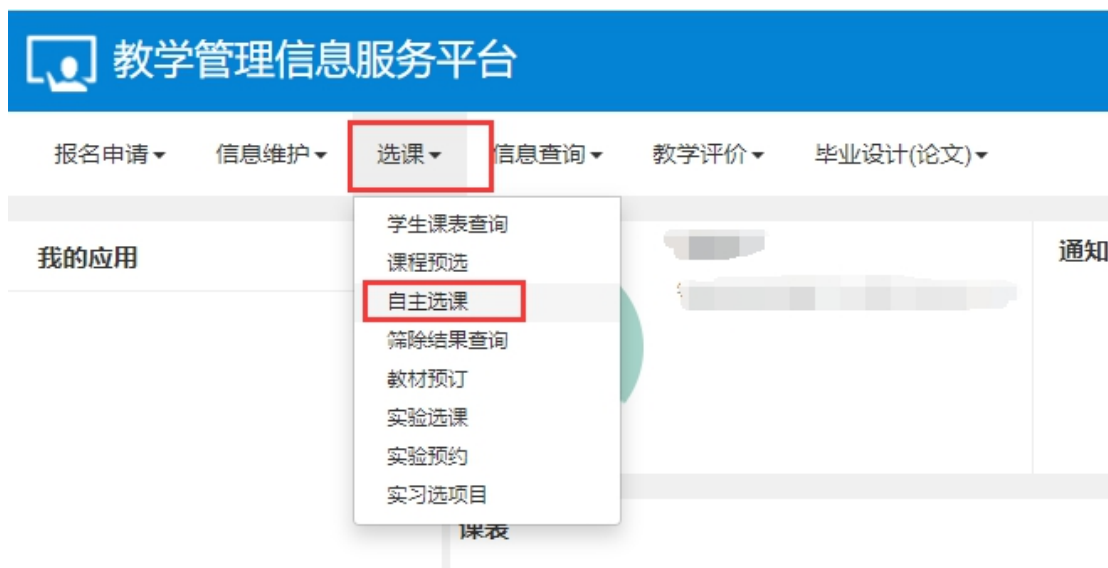 教学管理信息服务平台
报名申请 信息维护 选课 信息查询 教学评价 毕业设计(论文)
学生课表查询
课程预选
自主选课
筛除结果查询
教材预订
实验选课
实验预约
实习选项目
我的应用
通知
课表